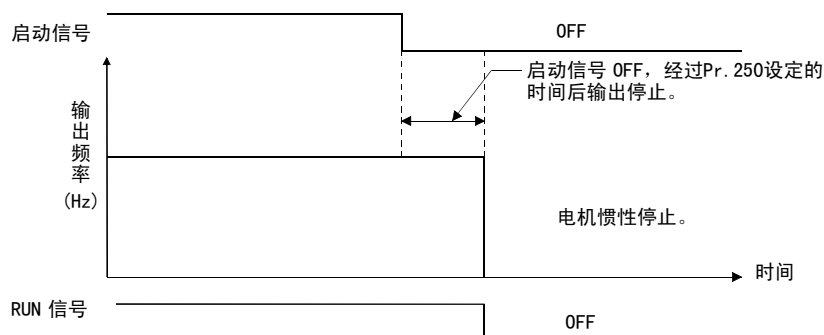 启动信号
OFF
启动信号 OFF，经过Pr.250设定的
时间后输出停止。
输出频率
(Hz)
电机惯性停止。
时间
RUN 信号
OFF